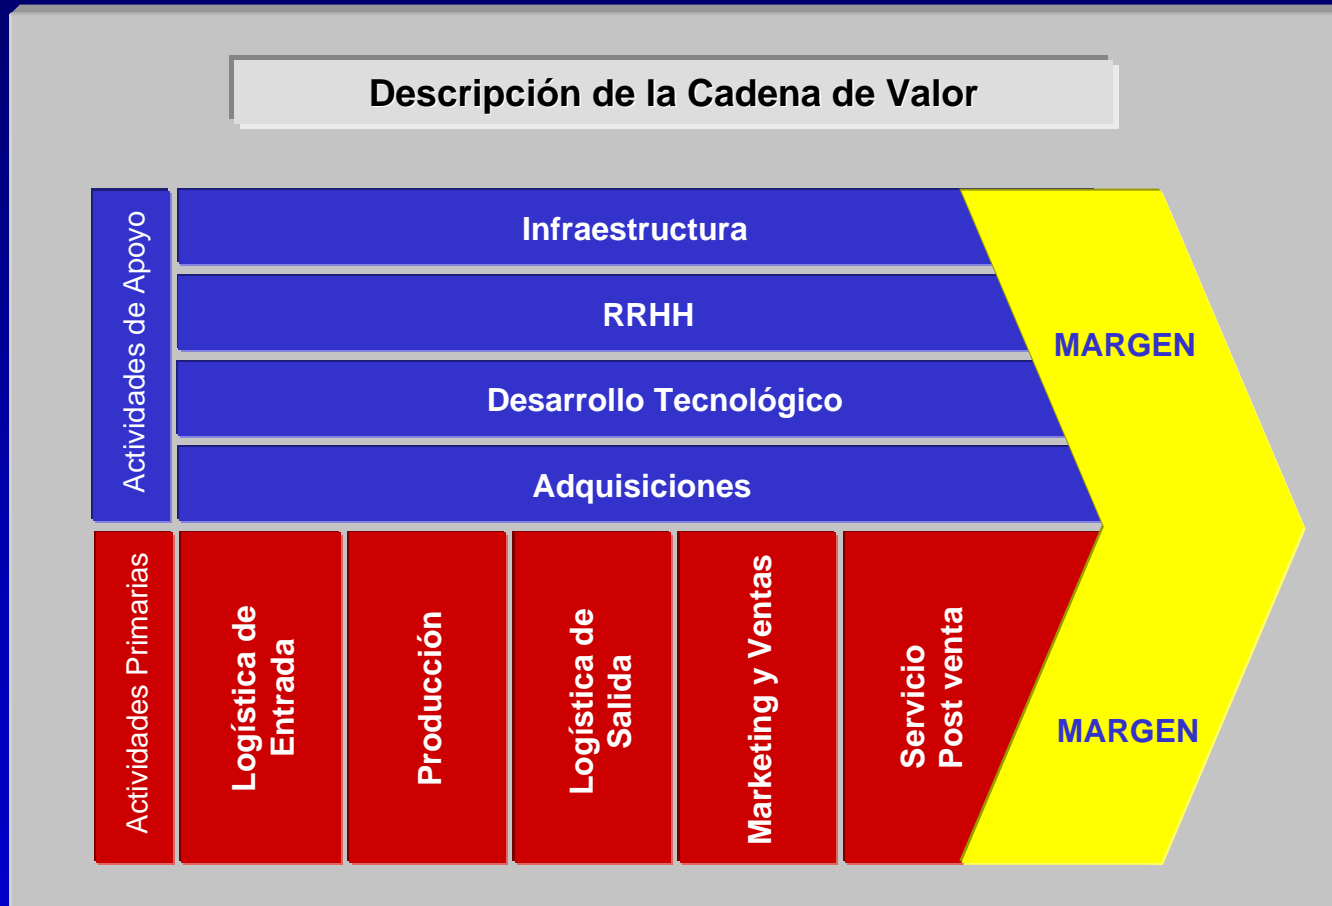 Descripción de la Cadena de Valor
Actividades de Apoyo
Infraestructura
RRHH
Desarrollo Tecnológico
Adquisiciones
MARGEN
Actividades Primarias
Logística de
Entrada
Producción
Logística de
Salida
Marketing y Ventas
Servicio
Post venta
MARGEN